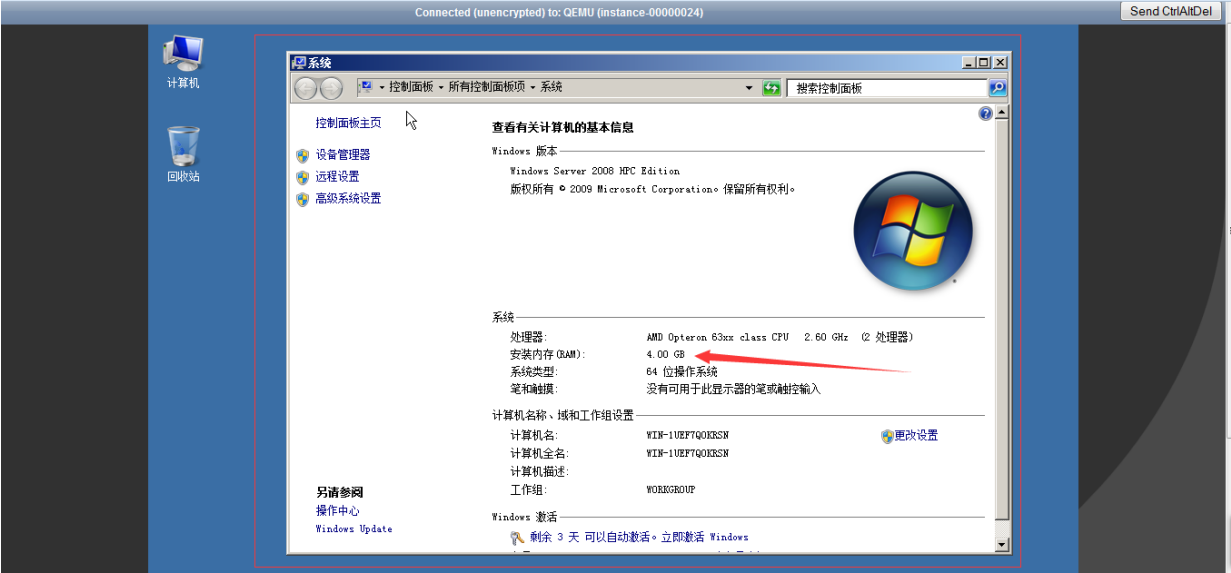 Connected (unencrypted) to: QEMU (instance-00000024)
Send CtrlAltDel
计算机
回收站
系统
控制面板 所有控制面板项 系统
搜索控制面板
控制面板主页
设备管理器
远程设置
高级系统设置
查看有关计算机的基本信息
Windows 版本
Windows Server 2008 HPC Edition
版权所有 © 2009 Microsoft Corporation。保留所有权利。
系统
处理器: AMD Opteron 63xx class CPU 2.60 GHz (2 处理器)
安装内存(RAM): 4.00 GB
系统类型: 64 位操作系统
笔和触摸: 没有可用于此显示器的笔或触控输入
计算机名称、域和工作组设置
计算机名: WIN-1UEF7QOKRSN
更改设置
计算机全名: WIN-1UEF7QOKRSN
计算机描述:
工作组: WORKGROUP
Windows 激活
剩余 3 天 可以自动激活。立即激活 Windows
另请参阅
操作中心
Windows Update